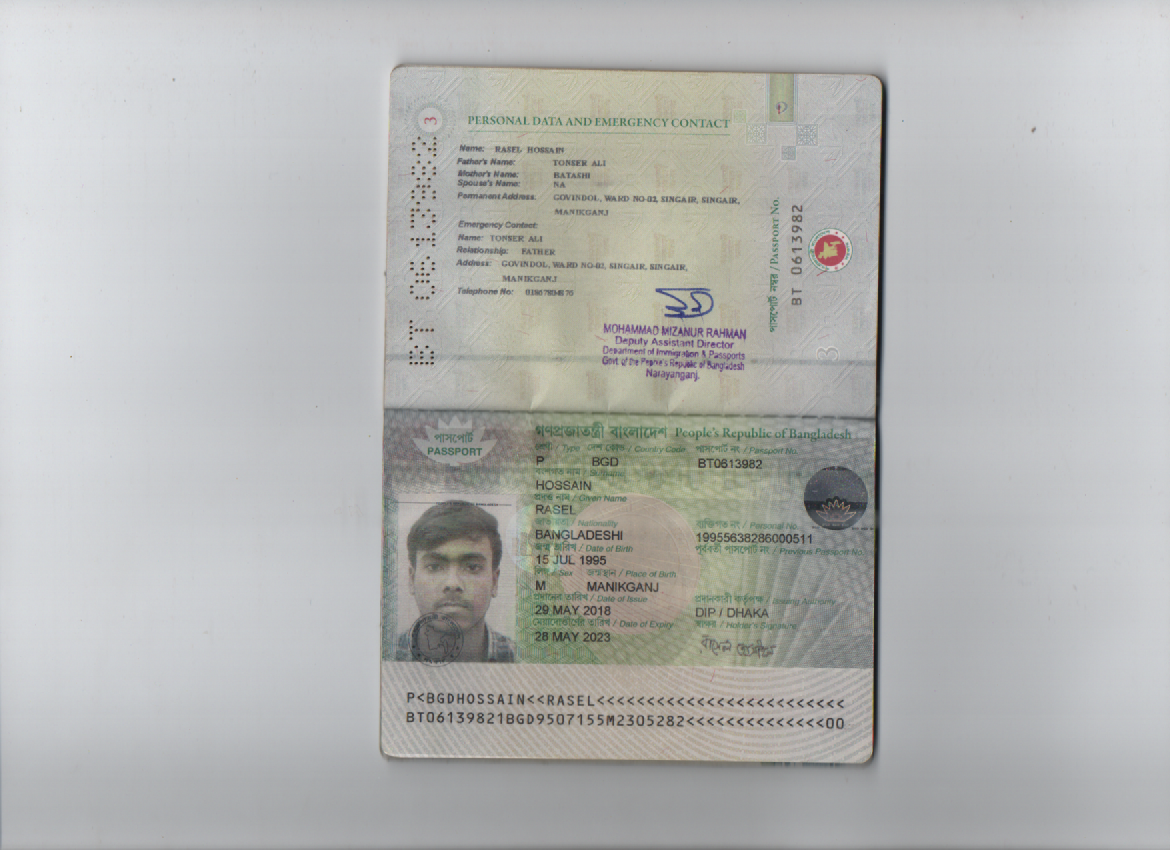 3
PERSONAL DATA AND EMERGENCY CONTACT
Name: RASEL HOSSAIN
Father's Name: TONSER ALI
Mother's Name: BATASHI
Spouse's Name: NA
Permanent Address: GOVINDOL, WARD NO-03, SINGAIR, SINGAIR,
MANIKGANJ
Emergency Contact:
Name: TONSER ALI
Relationship: FATHER
Address: GOVINDOL, WARD NO-03, SINGAIR, SINGAIR,
MANIKGANJ
Telephone No:
MOHAMMAD MIZANUR RAHMAN
Deputy Assistant Director
Department of Immigration & Passports
Govt. of the People's Republic of Bangladesh
Narayanganj.
BT 0613982
৩
পাসপোর্ট নম্বর / PASSPORT No.
BT 0613982
3
পাসপোর্ট
PASSPORT
গণপ্রজাতন্ত্রী বাংলাদেশ People's Republic of Bangladesh
শ্রেণী / Type দেশ কোড / Country Code পাসপোর্ট নং / Passport No.
P BGD BT0613982
বংশগত নাম /
HOSSAIN
প্রদত্ত নাম / Given Name
RASEL
জাতীয়তা / Nationality ব্যক্তিগত নং / Personal No.
BANGLADESHI 19955638286000511
জন্ম তারিখ / Date of Birth পূর্ববর্তী পাসপোর্ট নং / Previous Passport No.
15 JUL 1995
লিঙ্গ / Sex জন্মস্থান / Place of Birth
M MANIKGANJ
প্রদানের তারিখ / Date of Issue প্রদানকারী কর্তৃপক্ষ / Issuing Authority
29 MAY 2018 DIP / DHAKA
মেয়াদোত্তীর্ণের তারিখ / Date of Expiry স্বাক্ষর / Holder's Signature
28 MAY 2023
রাসেল হোসাইন
P<BGDHOSSAIN<<RASEL<<<<<<<<<<<<<<<<<<<<<<<<<
BT06139821BGD9507155M2305282<<<<<<<<<<<<<<00